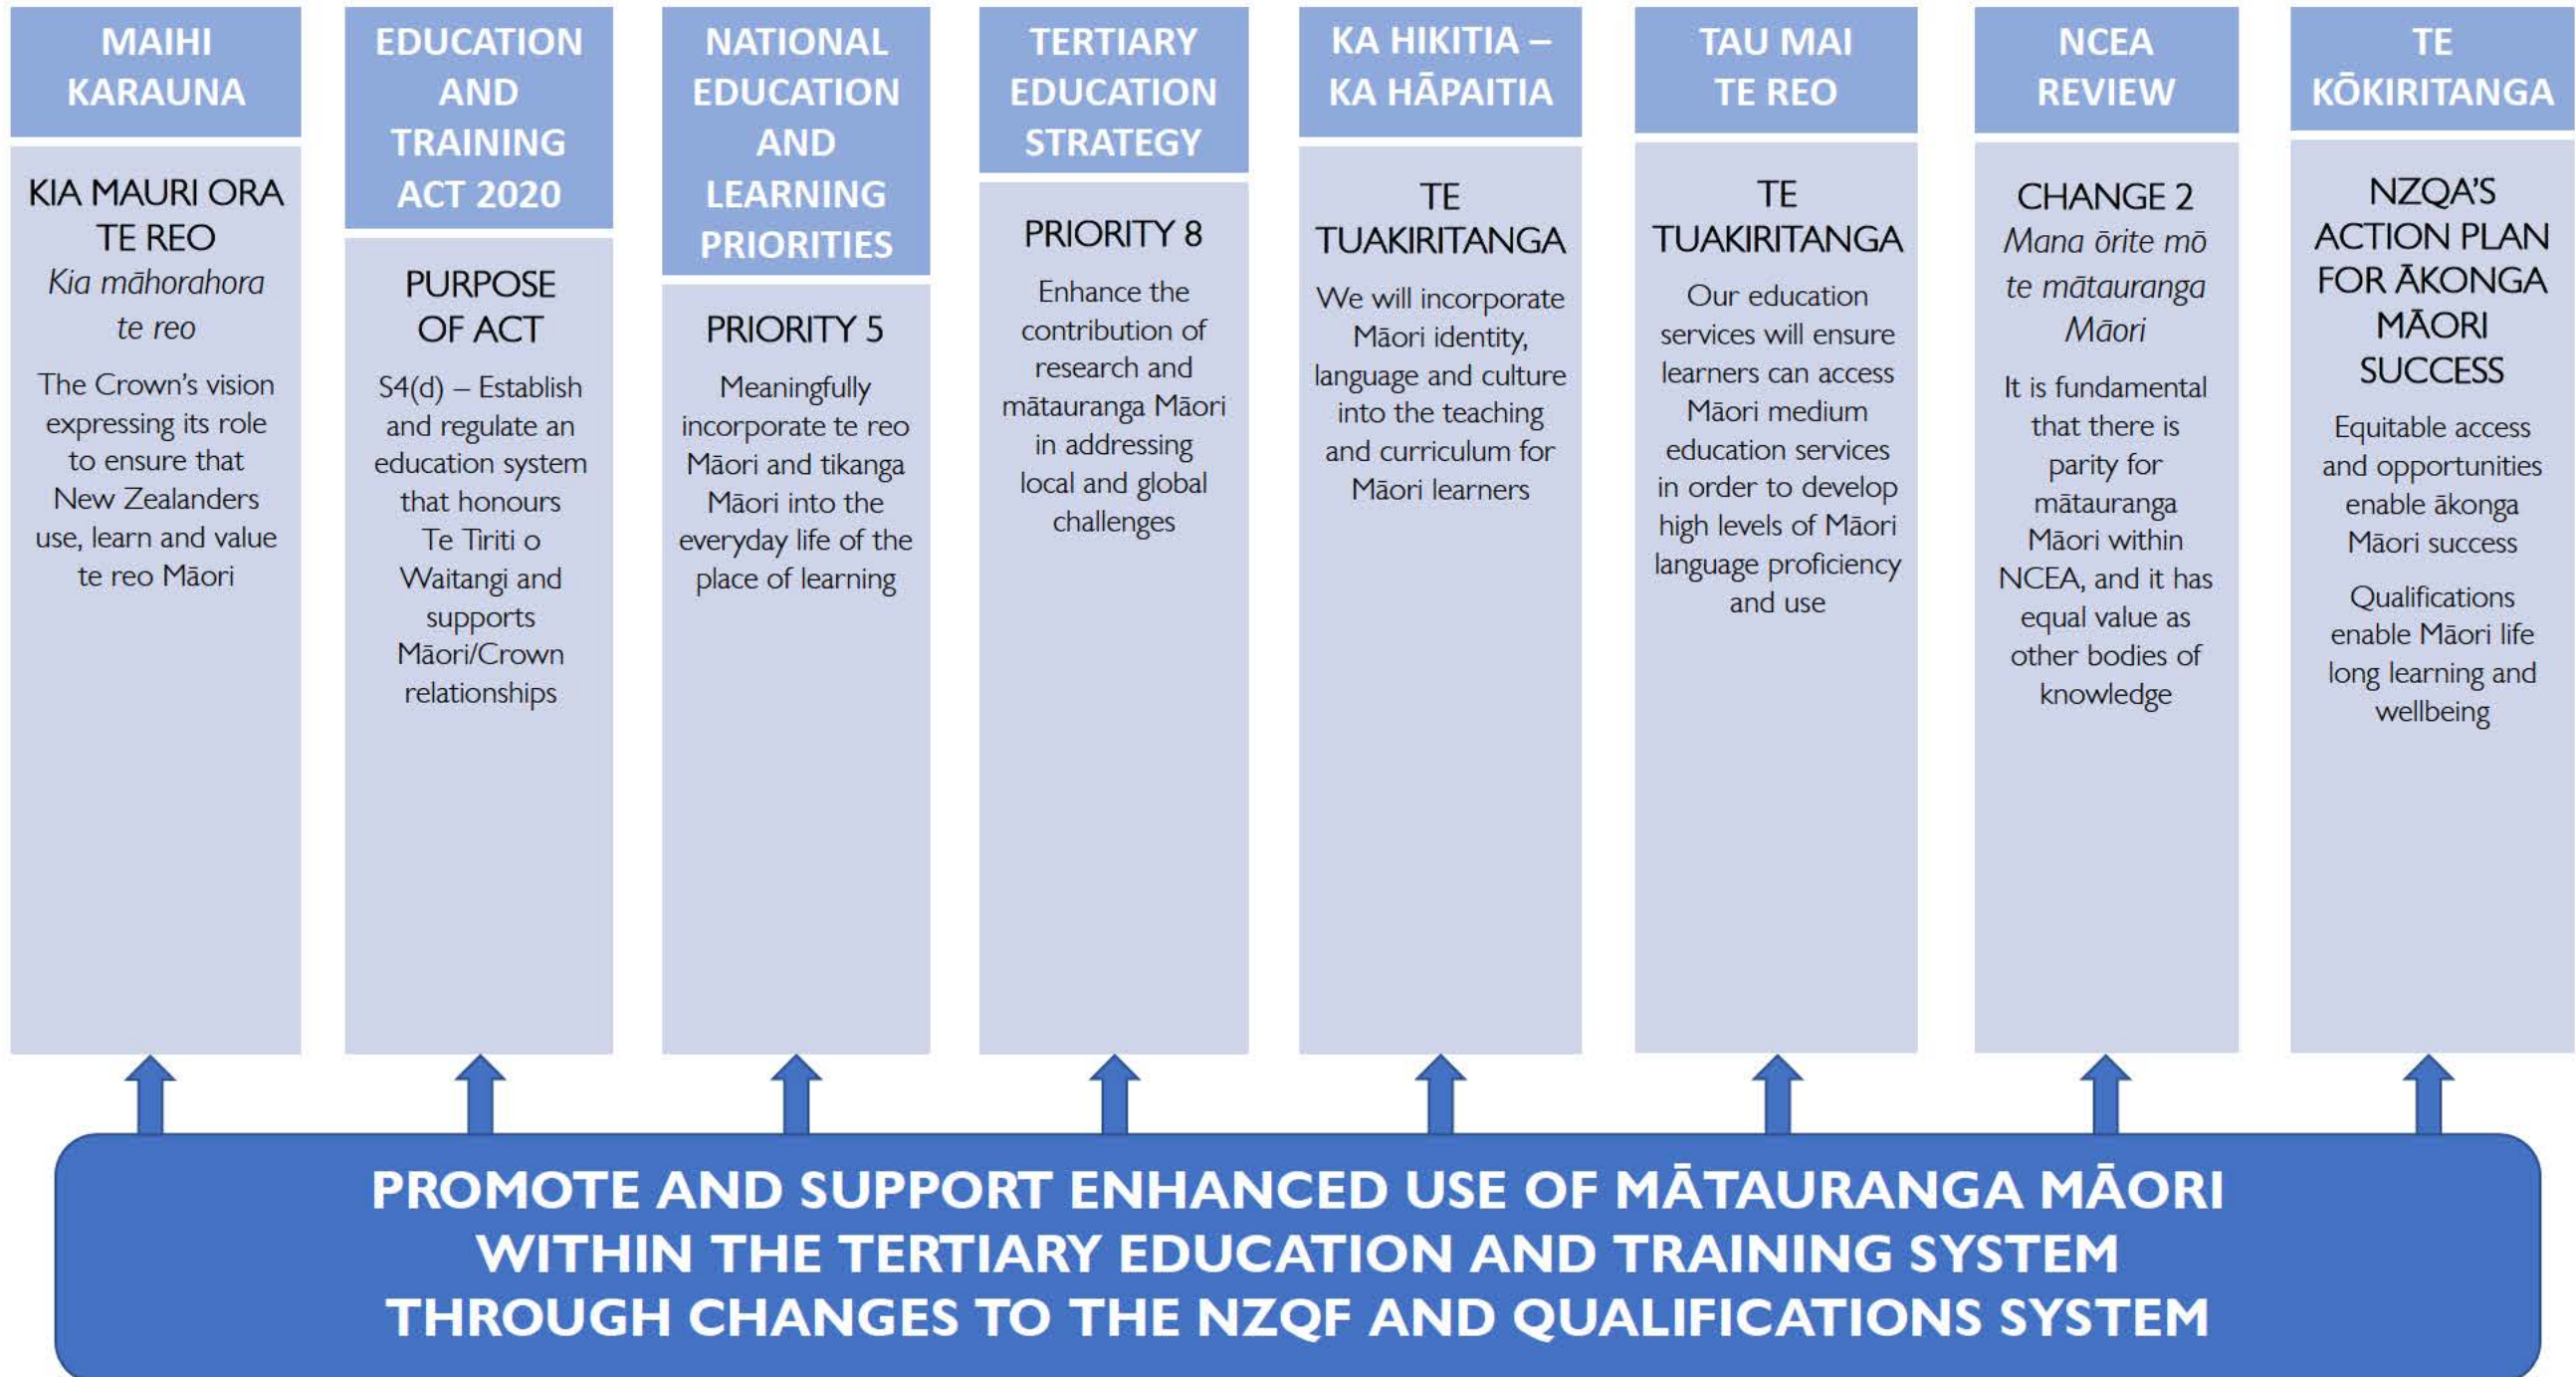 MAIHI
KARAUNA
KIA MAURI ORA
TE REO
Kia māhorahora
te reo
The Crown's vision
expressing its role
to ensure that
New Zealanders
use, learn and value
te reo Māori
EDUCATION
AND
TRAINING
ACT 2020
PURPOSE
OF ACT
S4(d) – Establish
and regulate an
education system
that honours
Te Tiriti o
Waitangi and
supports
Māori/Crown
relationships
NATIONAL
EDUCATION
AND
LEARNING
PRIORITIES
PRIORITY 5
Meaningfully
incorporate te reo
Māori and tikanga
Māori into the
everyday life of the
place of learning
TERTIARY
EDUCATION
STRATEGY
PRIORITY 8
Enhance the
contribution of
research and
mātauranga Māori
in addressing
local and global
challenges
KA HIKITIA –
KA HĀPAITIA
TE
TUAKIRITANGA
We will incorporate
Māori identity,
language and culture
into the teaching
and curriculum for
Māori learners
TAU MAI
TE REO
TE
TUAKIRITANGA
Our education
services will ensure
learners can access
Māori medium
education services
in order to develop
high levels of Māori
language proficiency
and use
NCEA
REVIEW
CHANGE 2
Mana ōrite mō
te mātauranga
Māori
It is fundamental
that there is
parity for
mātauranga
Māori within
NCEA, and it has
equal value as
other bodies of
knowledge
TE
KŌKIRITANGA
NZQA'S
ACTION PLAN
FOR ĀKONGA
MĀORI
SUCCESS
Equitable access
and opportunities
enable ākonga
Māori success
Qualifications
enable Māori life
long learning and
wellbeing
PROMOTE AND SUPPORT ENHANCED USE OF MĀTAURANGA MĀORI
WITHIN THE TERTIARY EDUCATION AND TRAINING SYSTEM
THROUGH CHANGES TO THE NZQF AND QUALIFICATIONS SYSTEM